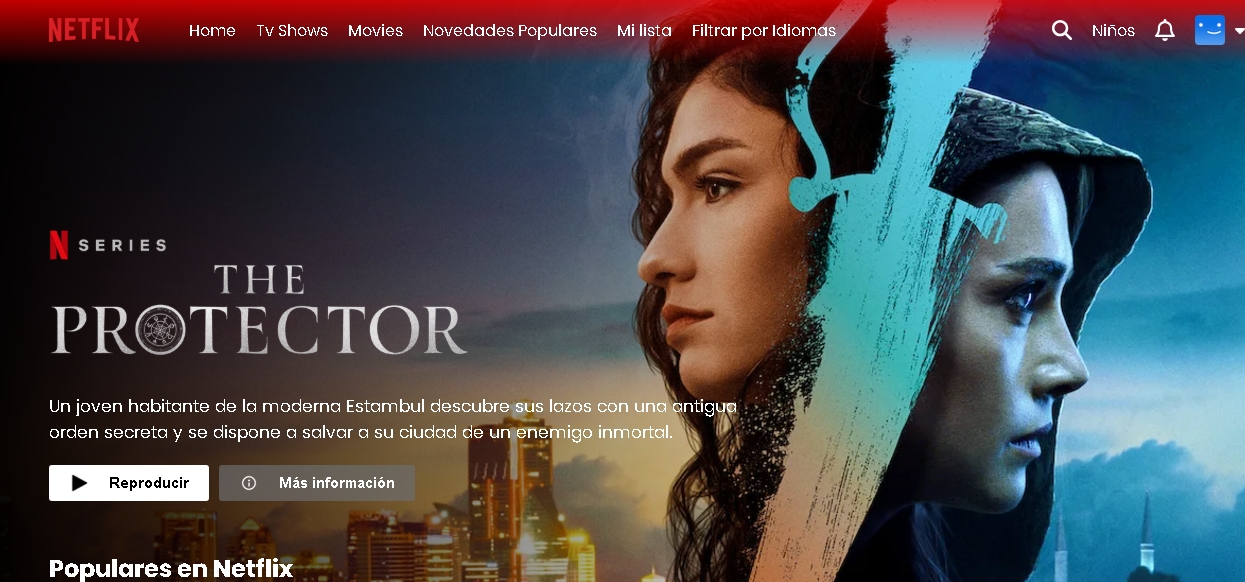 NETFLIX Home Tv Shows Movies Novedades Populares Mi lista Filtrar por Idiomas Niños
N SERIES
THE
PROTECTOR
Un joven habitante de la moderna Estambul descubre sus lazos con una antigua
orden secreta y se dispone a salvar a su ciudad de un enemigo inmortal.
Reproducir Más información
Populares en Netflix